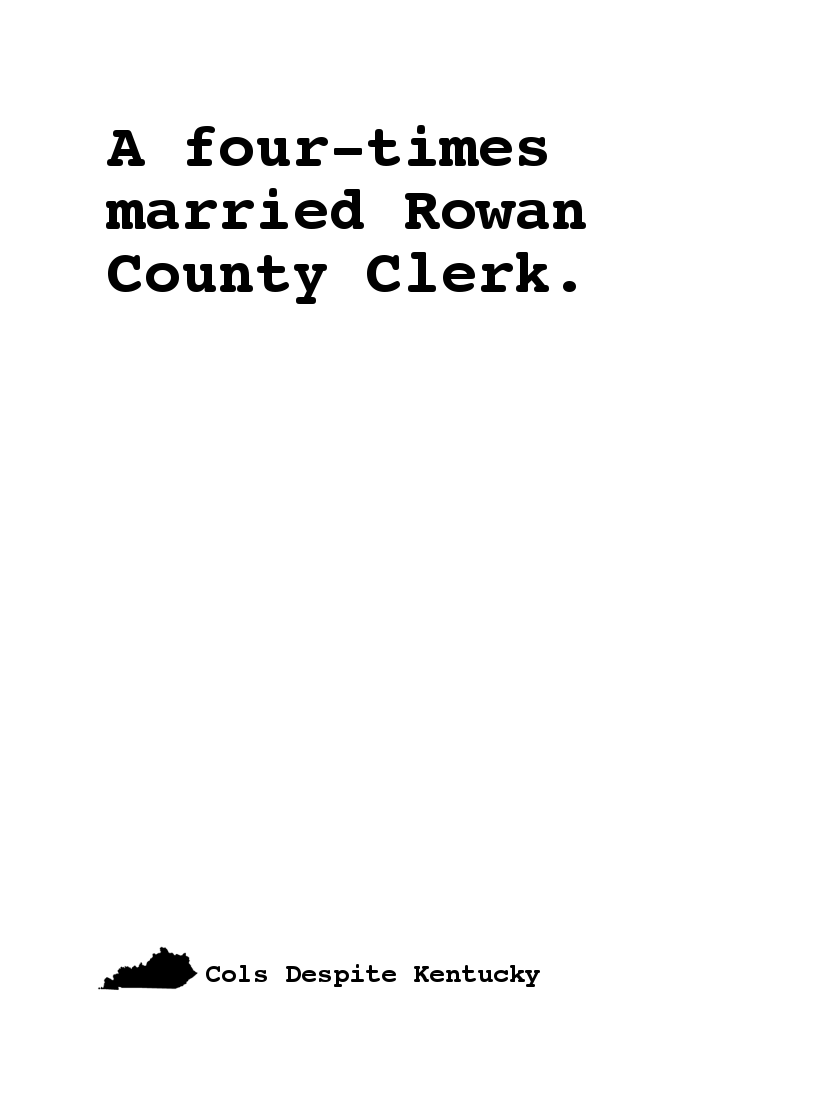 A four-times
married Rowan
County Clerk.
Cols Despite Kentucky